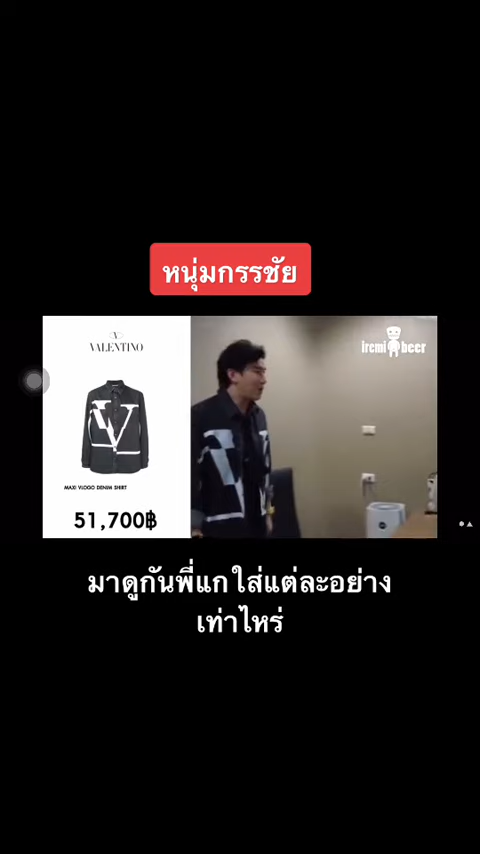 หนุ่มกรรชัย
VALENTINO
iremi beer
MAXI VLOGO DENIM SHIRT
51,700฿
มาดูกันพี่แกใส่แต่ละอย่าง
เท่าไหร่